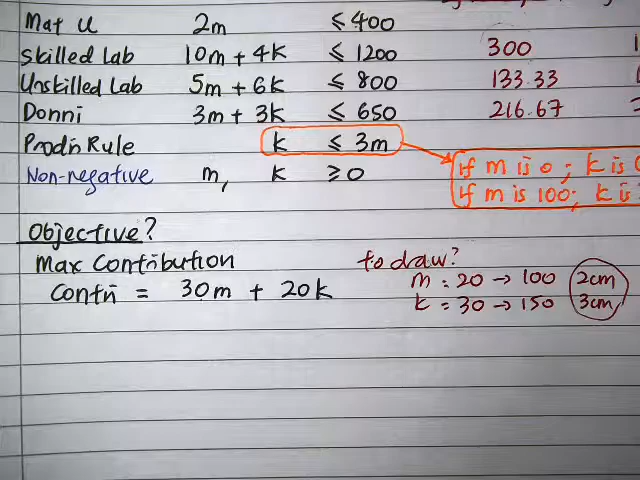 Mat U 2m ≤ 400
Skilled Lab 10m + 4k ≤ 1200 300
Unskilled Lab 5m + 6k ≤ 800 133.33
Donni 3m + 3k ≤ 650 216.67
Prodn Rule k ≤ 3m
if m is 0; k is
Non-negative m, k ≥ 0
if m is 100; k is
Objective?
Max Contribution to draw?
m = 20 → 100 2cm
Contn = 30m + 20k
k = 30 → 150 3cm